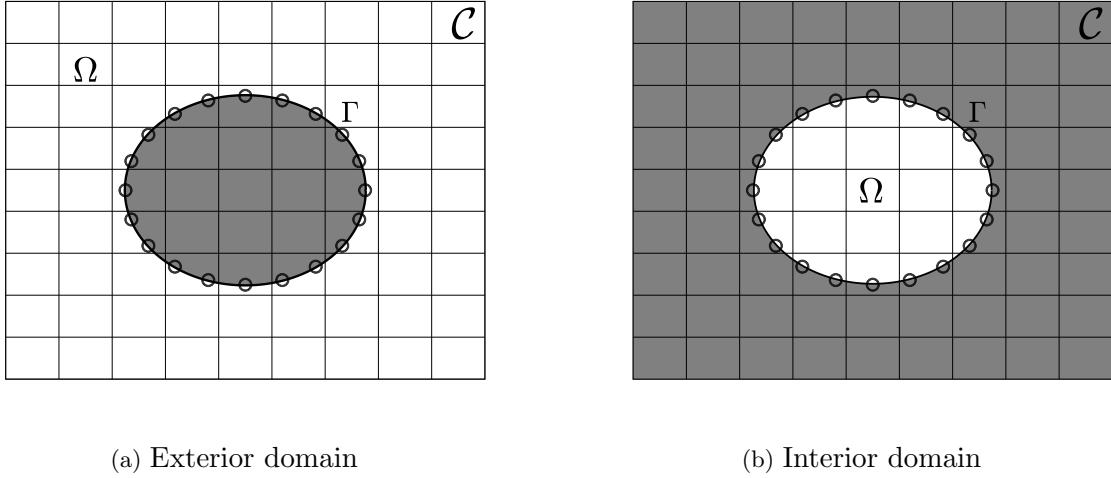 𝒞 𝒞
Ω
Γ Γ
Ω
(a) Exterior domain (b) Interior domain